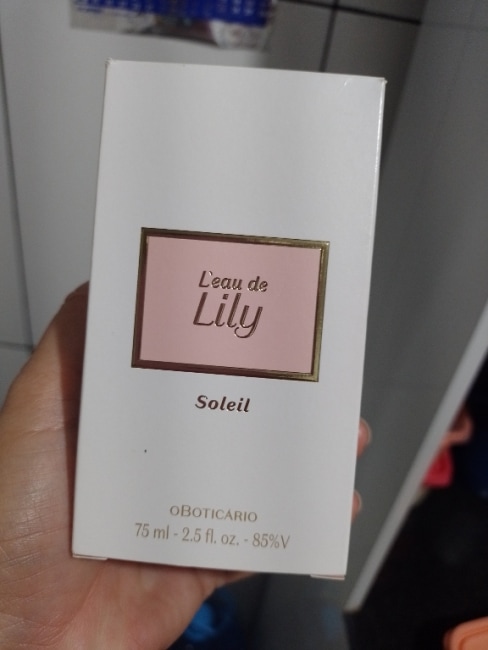 L'eau de
Lily
Soleil
oBOTICÁRIO
75 ml - 2.5 fl. oz. - 85%V